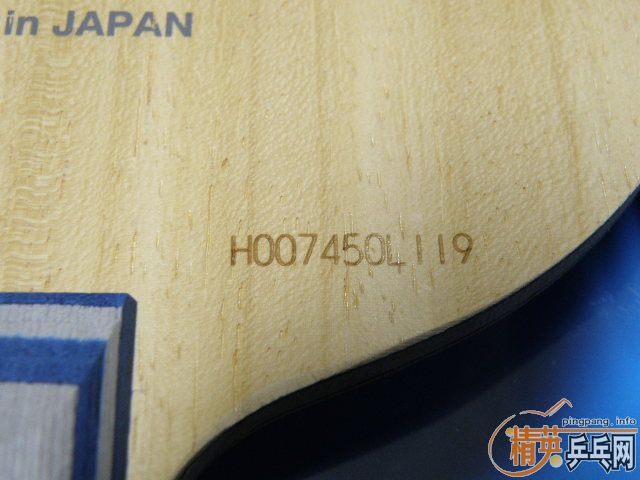 in JAPAN
H007450L119
pingpang.info
精英乒乓网